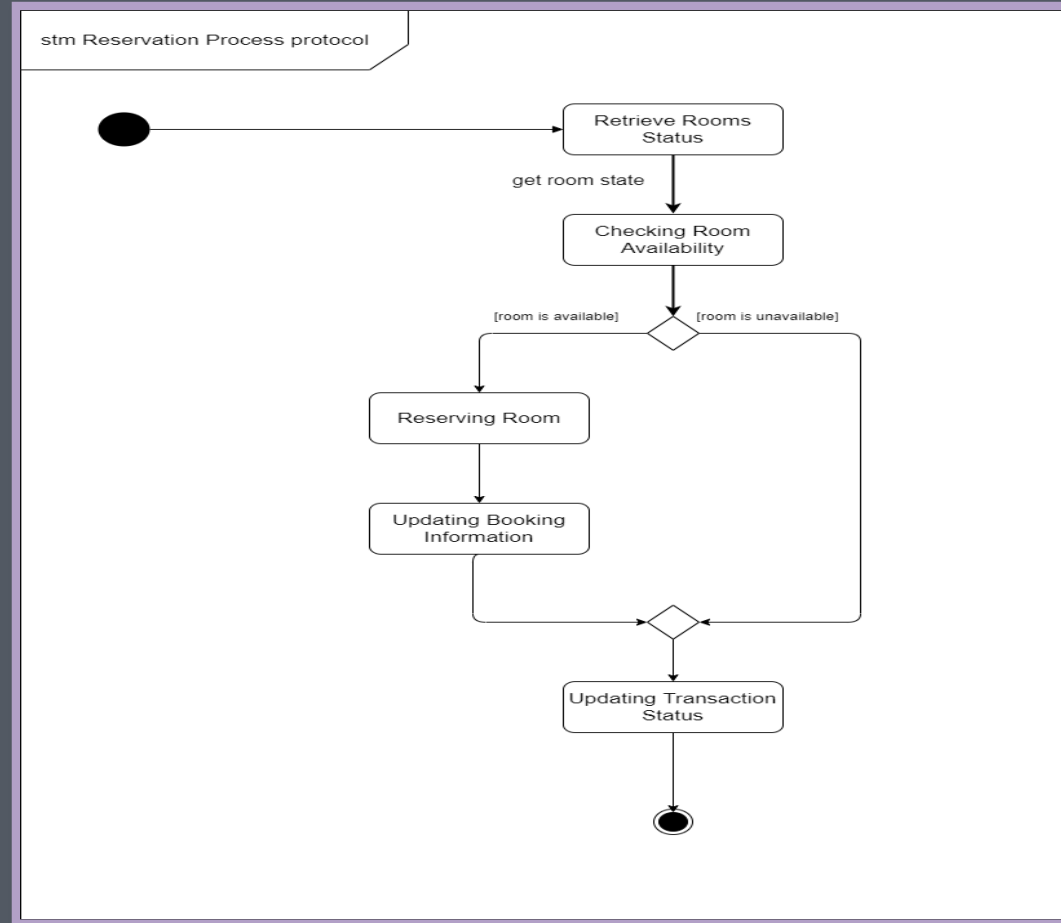 stm Reservation Process protocol
Retrieve Rooms
Status
get room state
Checking Room
Availability
[room is available]
[room is unavailable]
Reserving Room
Updating Booking
Information
Updating Transaction
Status